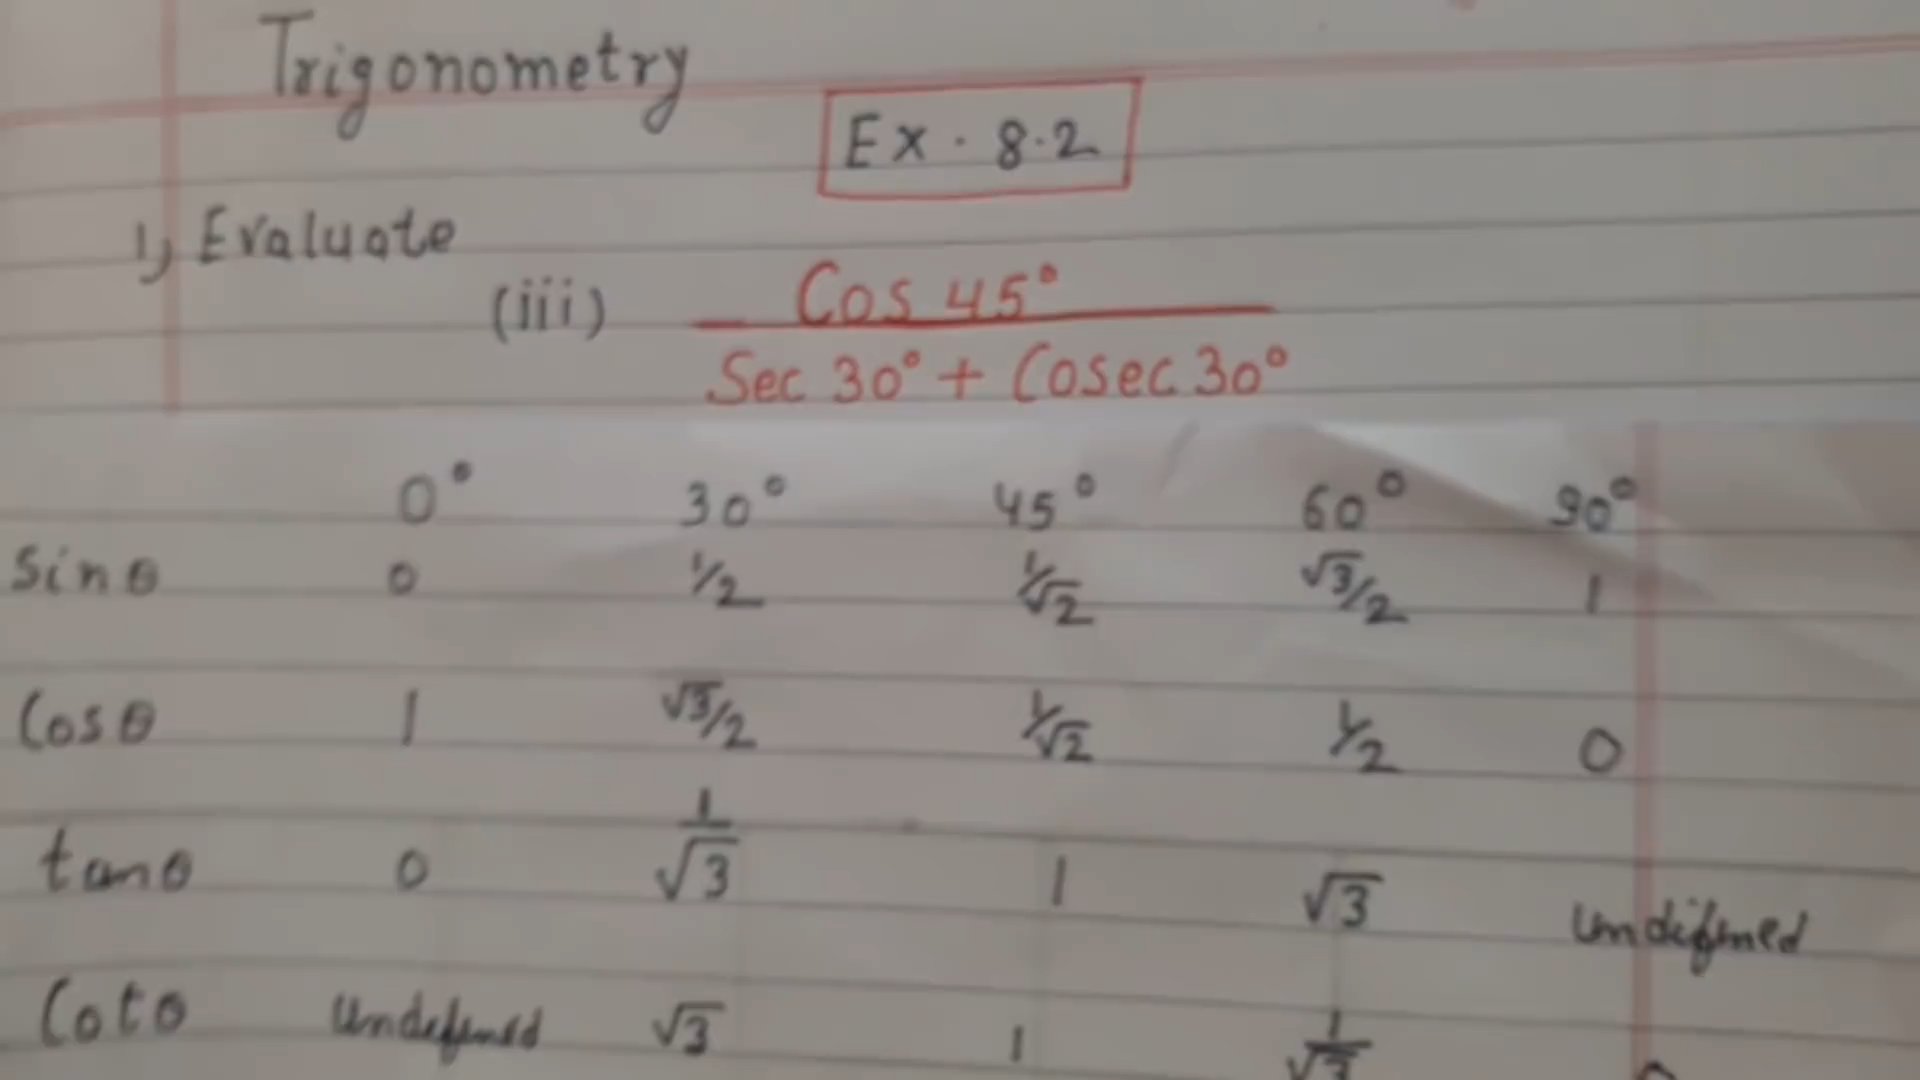 Trigonometry
Ex. 8.2
1) Evaluate
(iii) Cos 45°
Sec 30° + Cosec 30°
0° 30° 45° 60° 90°
Sinθ 0 1/2 1/√2 √3/2 1
Cosθ 1 √3/2 1/√2 1/2 0
tanθ 0 1/√3 1 √3 undefined
Cotθ undefined √3 1 1/√3